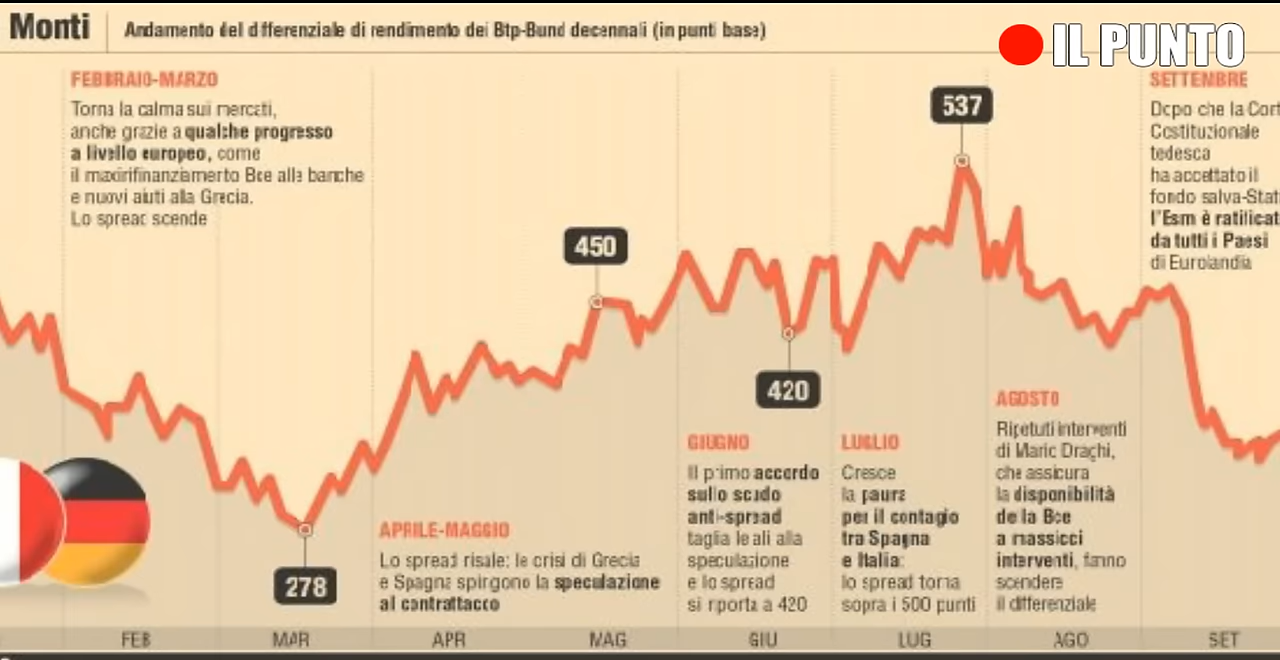 Monti
Andamento del differenziale di rendimento dei Btp-Bund decennali (in punti base)
IL PUNTO
FEBBRAIO-MARZO
Torna la calma sui mercati,
anche grazie a qualche progresso
a livello europeo, come
il maxirifinanziamento Bce alle banche
e nuovi aiuti alla Grecia.
Lo spread scende
537
SETTEMBRE
Dopo che la Cort
Costituzionale
tedesca
ha accettato il
fondo salva-Stat
l'Esm è ratificat
da tutti i Paesi
di Eurolandia
450
420
278
APRILE-MAGGIO
Lo spread risale: le crisi di Grecia
e Spagna spingono la speculazione
al contrattacco
GIUGNO
Il primo accordo
sullo scudo
anti-spread
taglia le ali alla
speculazione
e lo spread
si riporta a 420
LUGLIO
Cresce
la paura
per il contagio
tra Spagna
e Italia:
lo spread torna
sopra i 500 punti
AGOSTO
Ripetuti interventi
di Mario Draghi,
che assicura
la disponibilità
della Bce
a massicci
interventi, fanno
scendere
il differenziale
FEB MAR APR MAG GIU LUG AGO SET